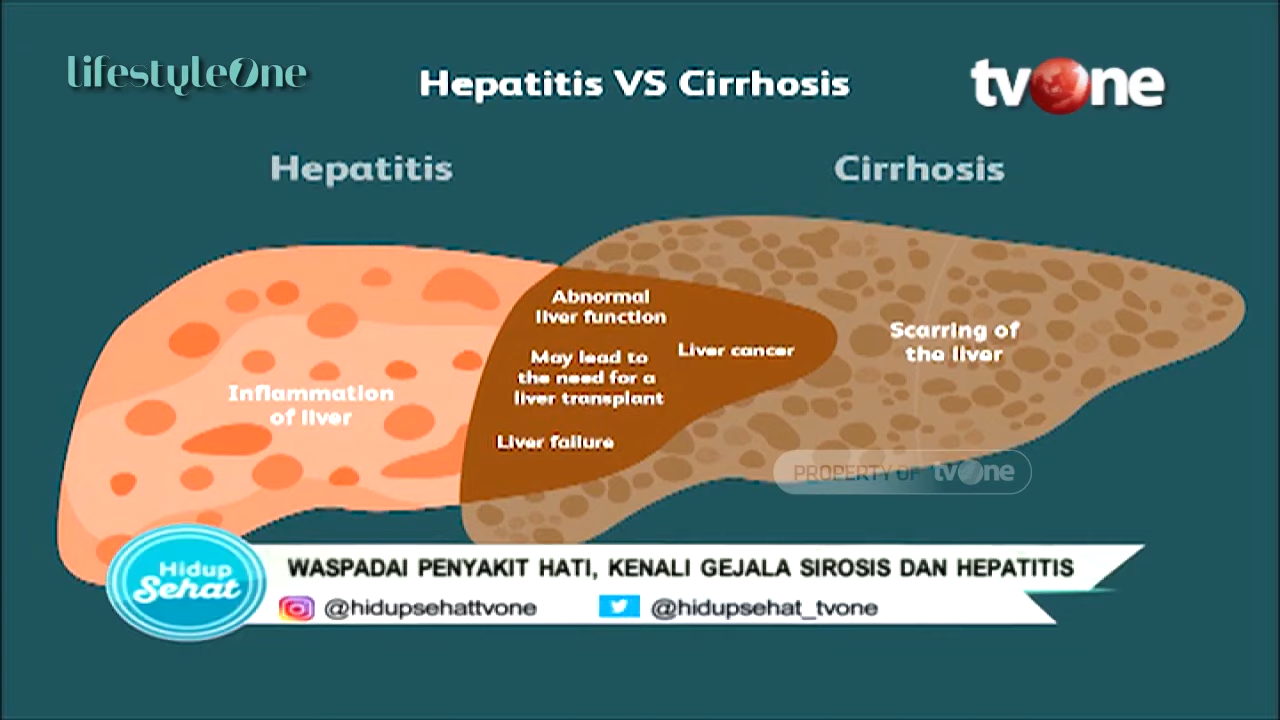 lifestyleOne
Hepatitis VS Cirrhosis
tvOne
Hepatitis
Cirrhosis
Abnormal
liver function
May lead to
the need for a
liver transplant
Liver cancer
Liver failure
Inflammation
of liver
Scarring of
the liver
PROPERTY OF tvOne
Hidup
Sehat
WASPADAI PENYAKIT HATI, KENALI GEJALA SIROSIS DAN HEPATITIS
@hidupsehattvone
@hidupsehat_tvone